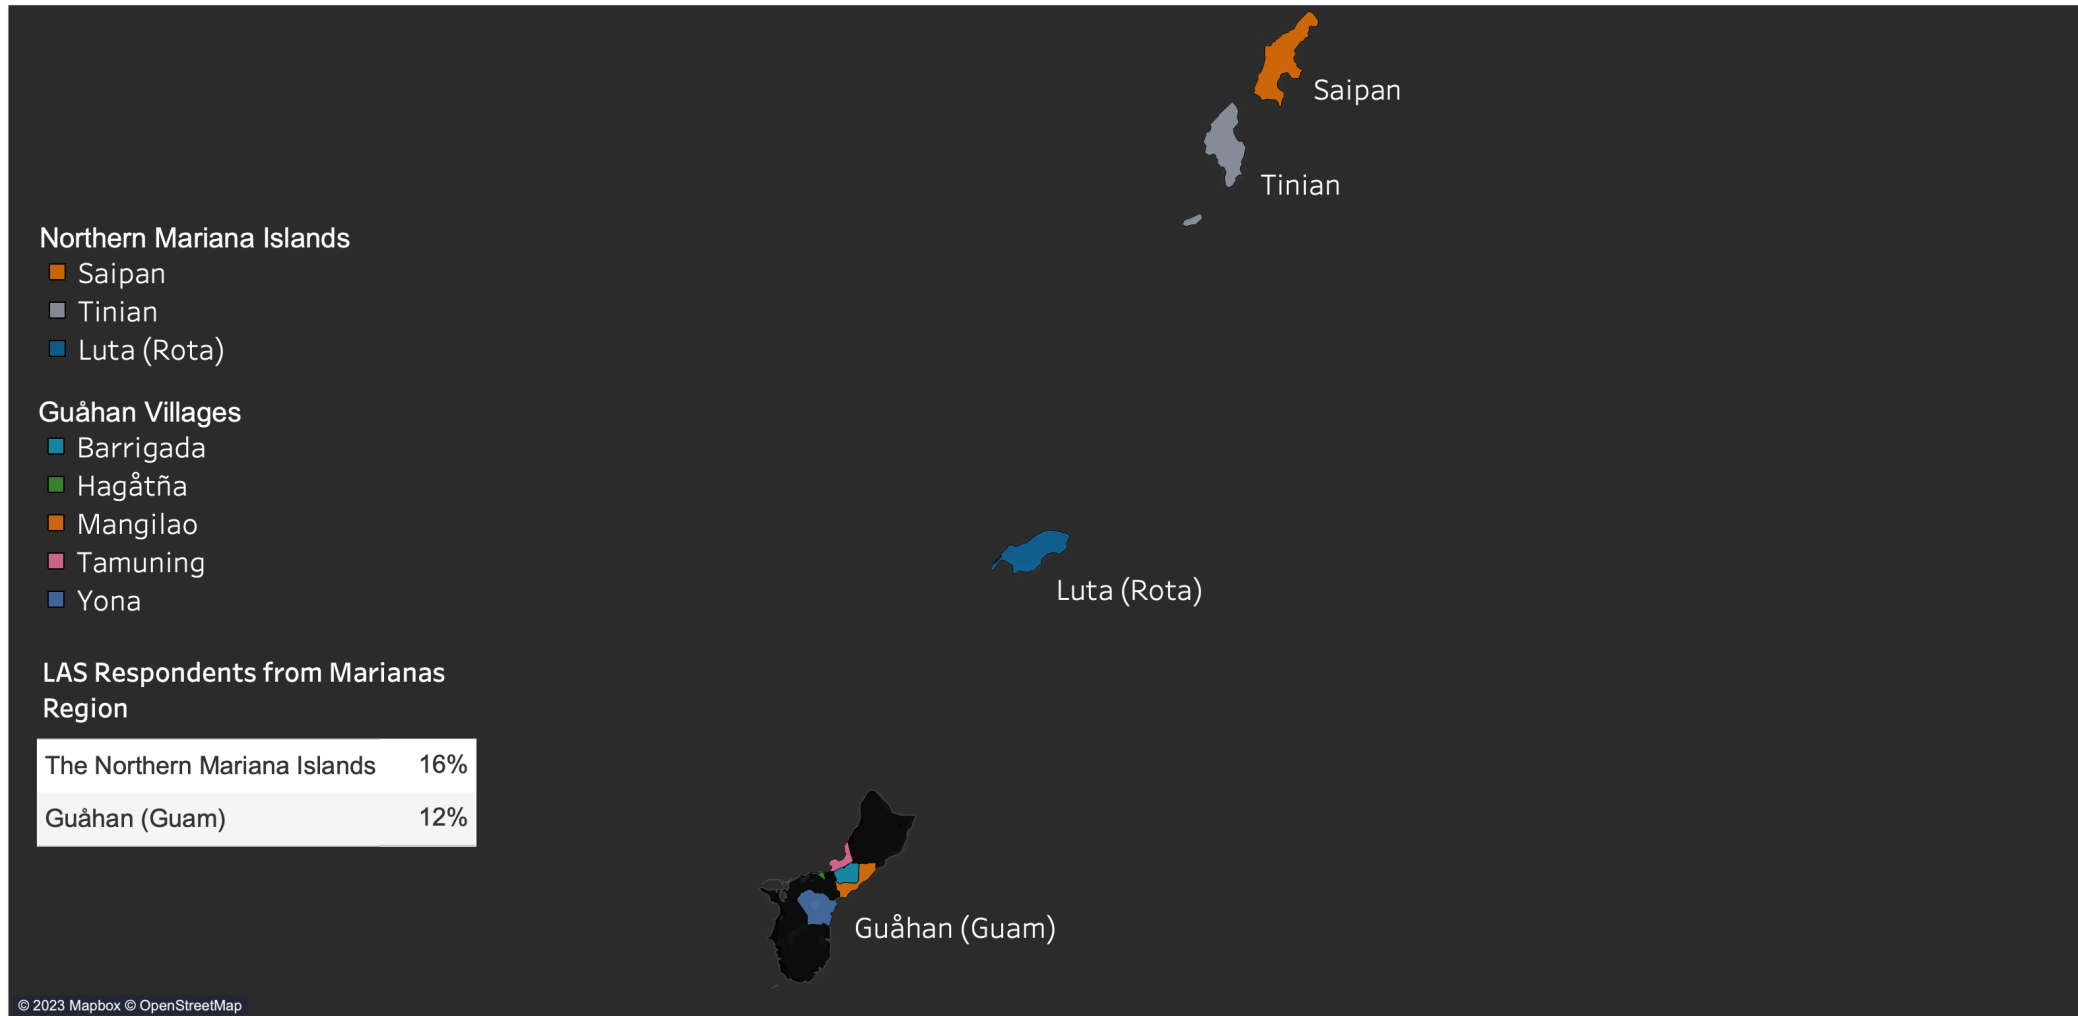 Saipan
Tinian
Northern Mariana Islands
Saipan
Tinian
Luta (Rota)
Guåhan Villages
Barrigada
Hagåtña
Mangilao
Tamuning
Yona
Luta (Rota)
LAS Respondents from Marianas
Region
The Northern Mariana Islands 16%
Guåhan (Guam) 12%
Guåhan (Guam)
© 2023 Mapbox © OpenStreetMap